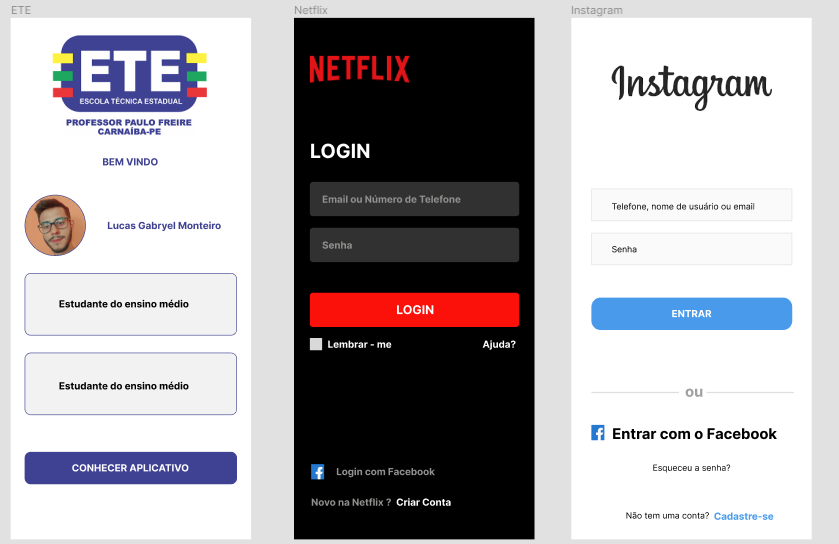 ETE
ETE
ESCOLA TÉCNICA ESTADUAL
PROFESSOR PAULO FREIRE
CARNAÍBA-PE
BEM VINDO
Lucas Gabryel Monteiro
Estudante do ensino médio
Estudante do ensino médio
CONHECER APLICATIVO
Netflix
NETFLIX
LOGIN
Email ou Número de Telefone
Senha
LOGIN
Lembrar - me
Ajuda?
Login com Facebook
Novo na Netflix ? Criar Conta
Instagram
Instagram
Telefone, nome de usuário ou email
Senha
ENTRAR
ou
Entrar com o Facebook
Esqueceu a senha?
Não tem uma conta? Cadastre-se